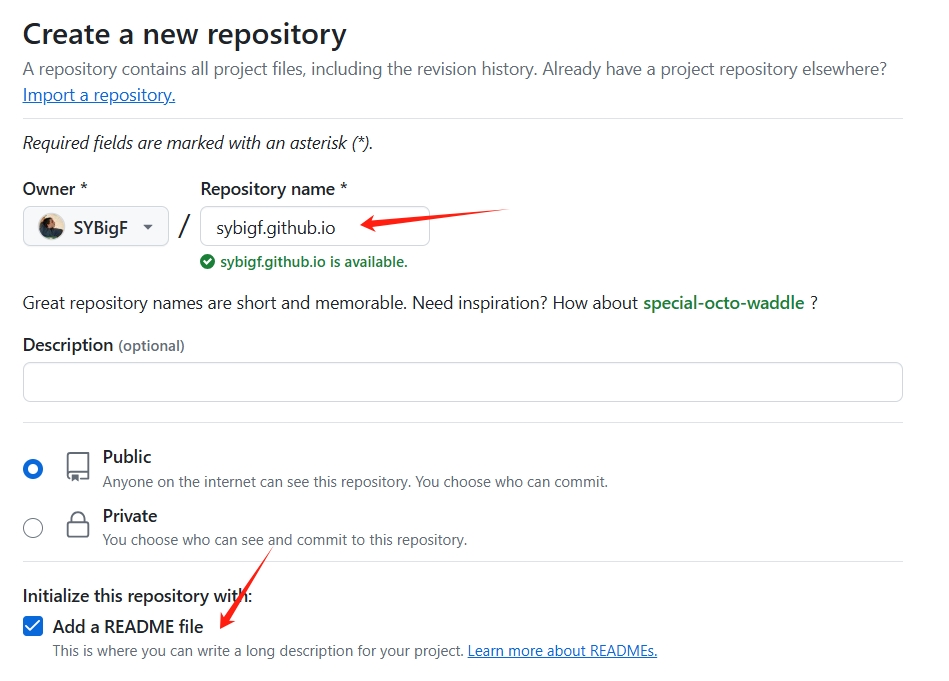 Create a new repository
A repository contains all project files, including the revision history. Already have a project repository elsewhere?
Import a repository.
Required fields are marked with an asterisk (*).
Owner * Repository name *
SYBigF / sybigf.github.io
sybigf.github.io is available.
Great repository names are short and memorable. Need inspiration? How about special-octo-waddle ?
Description (optional)
Public
Anyone on the internet can see this repository. You choose who can commit.
Private
You choose who can see and commit to this repository.
Initialize this repository with:
Add a README file
This is where you can write a long description for your project. Learn more about READMEs.